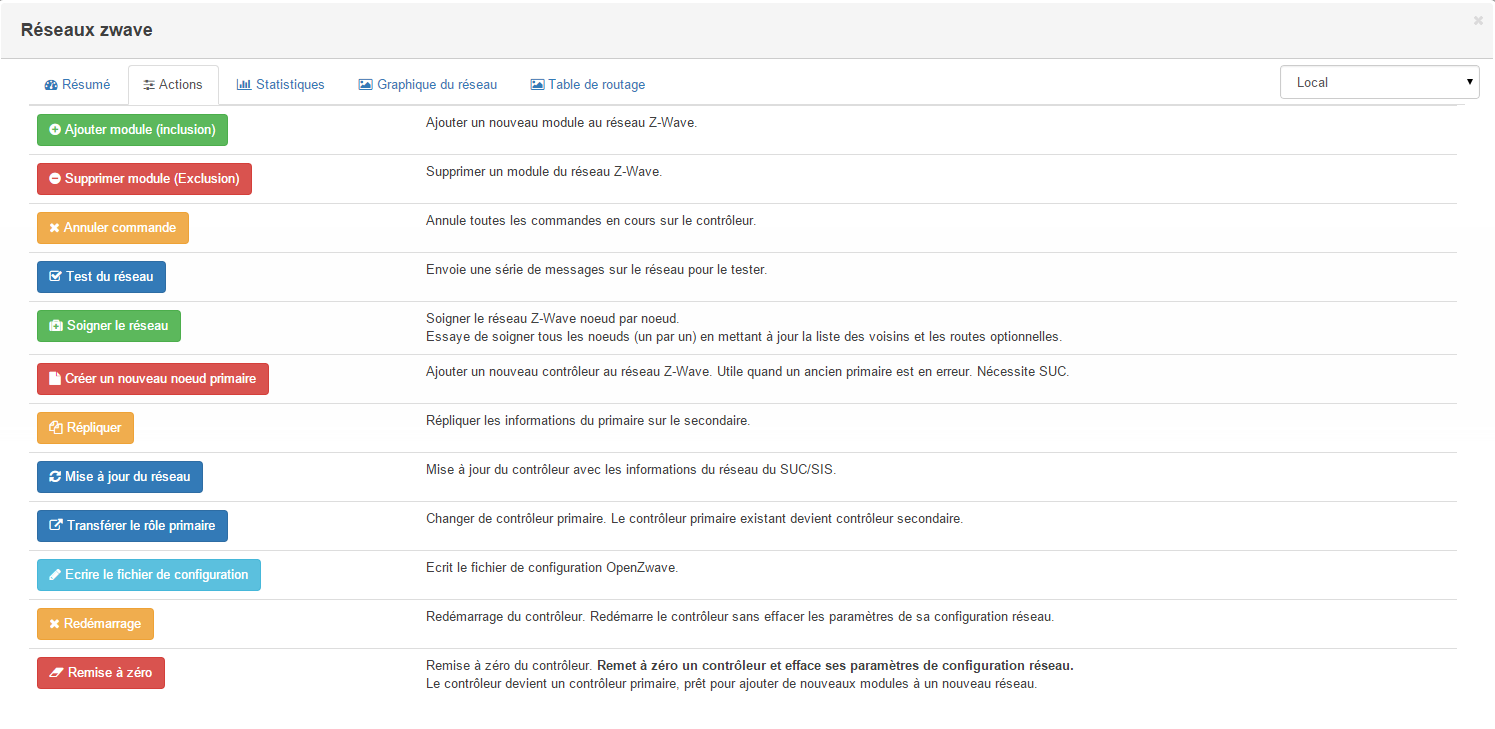 Réseaux zwave
Résumé
Actions
Statistiques
Graphique du réseau
Table de routage
Local
Ajouter module (inclusion)
Ajouter un nouveau module au réseau Z-Wave.
Supprimer module (Exclusion)
Supprimer un module du réseau Z-Wave.
Annuler commande
Annule toutes les commandes en cours sur le contrôleur.
Test du réseau
Envoie une série de messages sur le réseau pour le tester.
Soigner le réseau
Soigner le réseau Z-Wave noeud par noeud.
Essaye de soigner tous les noeuds (un par un) en mettant à jour la liste des voisins et les routes optionnelles.
Créer un nouveau noeud primaire
Ajouter un nouveau contrôleur au réseau Z-Wave. Utile quand un ancien primaire est en erreur. Nécessite SUC.
Répliquer
Répliquer les informations du primaire sur le secondaire.
Mise à jour du réseau
Mise à jour du contrôleur avec les informations du réseau du SUC/SIS.
Transférer le rôle primaire
Changer de contrôleur primaire. Le contrôleur primaire existant devient contrôleur secondaire.
Ecrire le fichier de configuration
Ecrit le fichier de configuration OpenZwave.
Redémarrage
Redémarrage du contrôleur. Redémarre le contrôleur sans effacer les paramètres de sa configuration réseau.
Remise à zéro
Remise à zéro du contrôleur. Remet à zéro un contrôleur et efface ses paramètres de configuration réseau.
Le contrôleur devient un contrôleur primaire, prêt pour ajouter de nouveaux modules à un nouveau réseau.